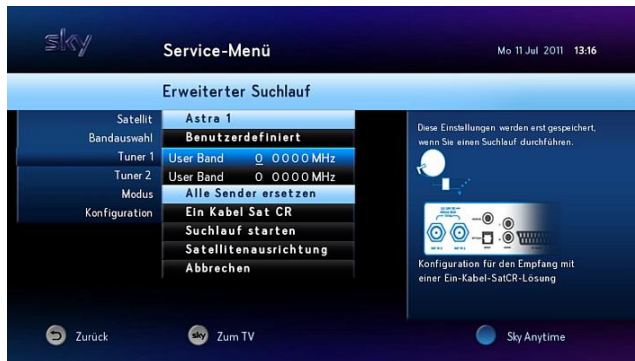 sky
Service-Menü
Mo 11 Jul 2011 13:16
Erweiterter Suchlauf
Satellit Astra 1
Bandauswahl Benutzerdefiniert
Tuner 1 User Band 0 0000 MHz
Tuner 2 User Band 0 0000 MHz
Modus Alle Sender ersetzen
Konfiguration Ein Kabel Sat CR
Suchlauf starten
Satellitenausrichtung
Abbrechen
Diese Einstellungen werden erst gespeichert,
wenn Sie einen Suchlauf durchführen.
Konfiguration für den Empfang mit
einer Ein-Kabel-SatCR-Lösung
Zurück
sky Zum TV
Sky Anytime